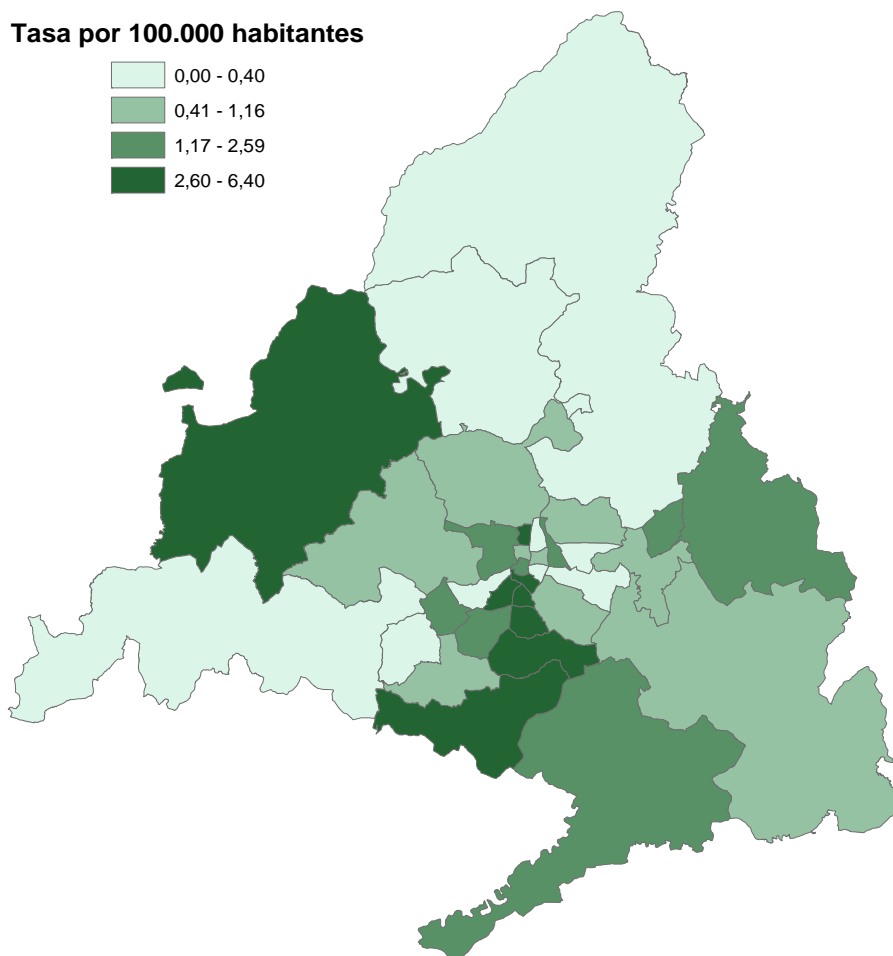 Tasa por 100.000 habitantes
0,00 - 0,40
0,41 - 1,16
1,17 - 2,59
2,60 - 6,40